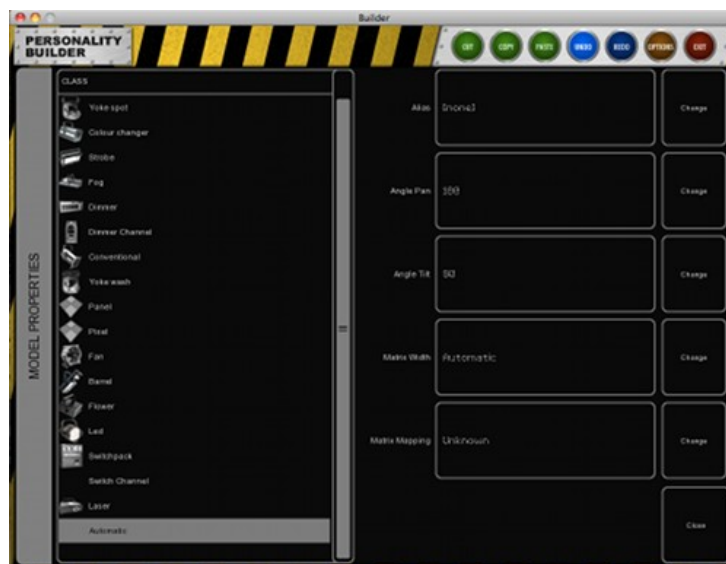 Builder
PERSONALITY
BUILDER
CUT
COPY
PASTE
UNDO
REDO
OPTIONS
EXIT
MODEL PROPERTIES
CLASS
Yoke spot
Colour changer
Strobe
Fog
Dimmer
Dimmer Channel
Conventional
Yoke wash
Panel
Pixel
Fan
Barrel
Flower
Led
Switchpack
Switch Channel
Laser
Automatic
Alias
[none]
Change
Angle Pan
Change
Angle Tilt
Change
Matrix Width
Automatic
Change
Matrix Mapping
Unknown
Change
Close